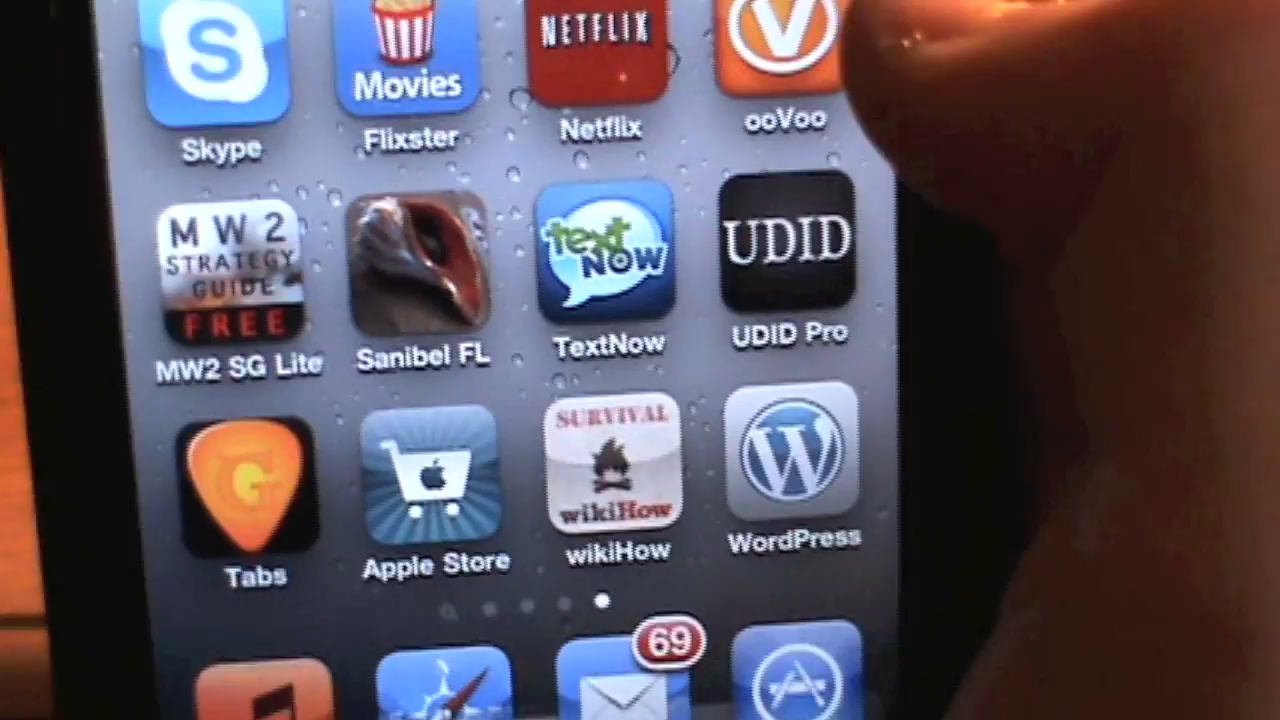 S
Movies
NETFLIX
V
Skype
Flixster
Netflix
ooVoo
MW2
STRATEGY
GUIDE
FREE
text
NOW
UDID
MW2 SG Lite
Sanibel FL
TextNow
UDID Pro
G
SURVIVAL
wikiHow
W
Tabs
Apple Store
wikiHow
WordPress
69